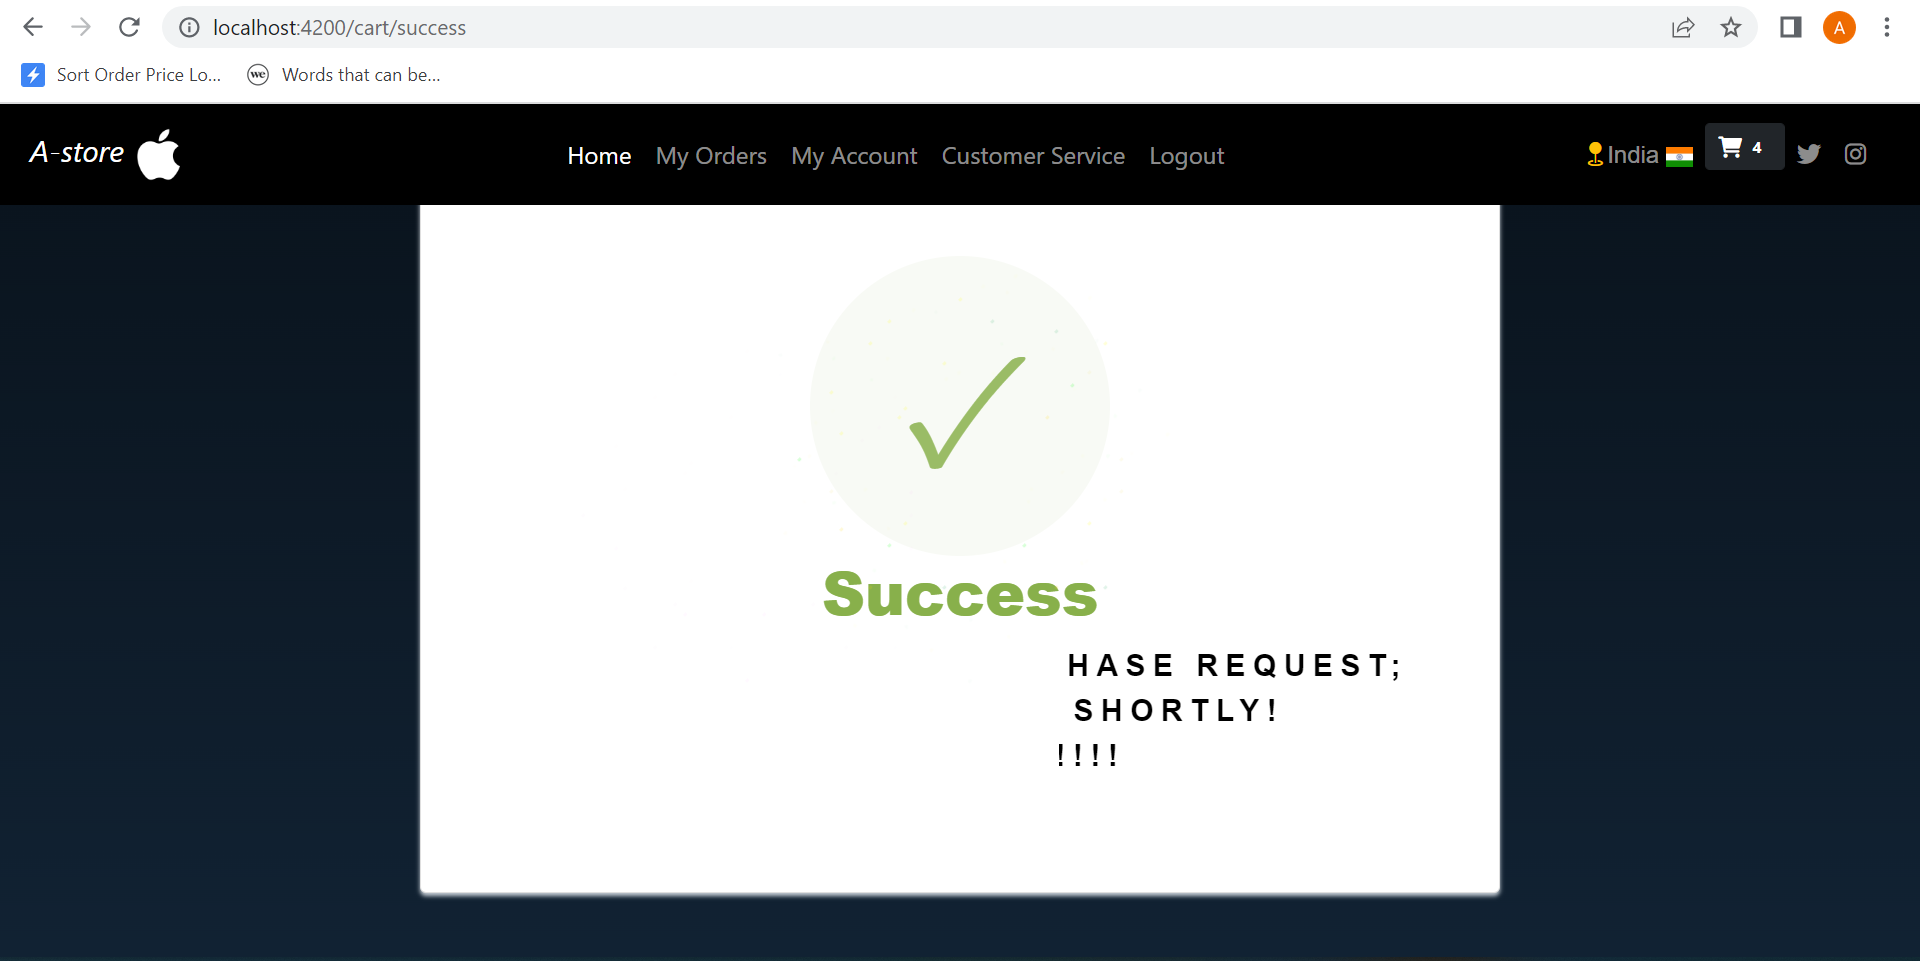 localhost:4200/cart/success
A
Sort Order Price Lo...
we
Words that can be...
A-store
Home My Orders My Account Customer Service Logout
India
4
Success
HASE REQUEST;
SHORTLY!
!!!!